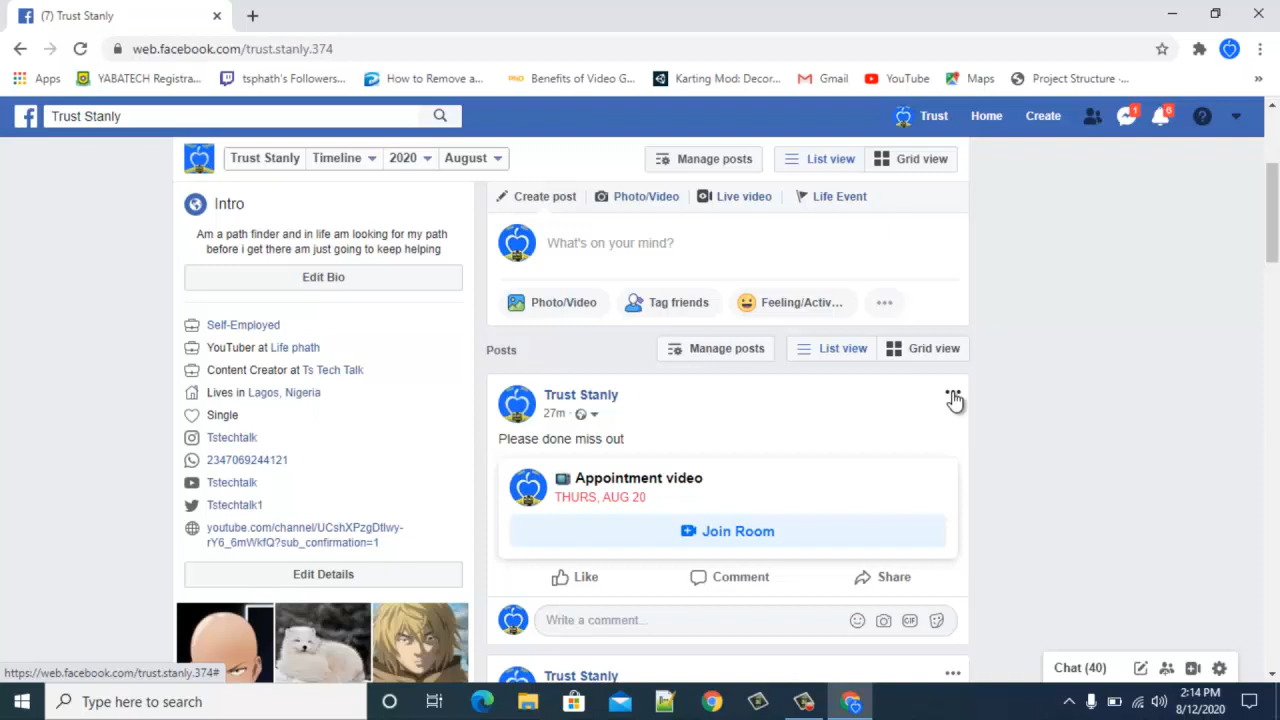 (7) Trust Stanly
web.facebook.com/trust.stanly.374
Apps YABATECH Registra... tsphath's Followers... How to Remove a... Benefits of Video G... Karting Mod: Decor... Gmail YouTube Maps Project Structure -... »
Trust Stanly Trust Home Create 1 6
Trust Stanly Timeline 2020 August Manage posts List view Grid view
Intro
Am a path finder and in life am looking for my path
before i get there am just going to keep helping
Edit Bio
Self-Employed
YouTuber at Life phath
Content Creator at Ts Tech Talk
Lives in Lagos, Nigeria
Single
Tstechtalk
2347069244121
Tstechtalk
Tstechtalk1
youtube.com/channel/UCshXPzgDtlwy-
rY6_6mWkfQ?sub_confirmation=1
Edit Details
Create post Photo/Video Live video Life Event
What's on your mind?
Photo/Video Tag friends Feeling/Activ...
Posts Manage posts List view Grid view
Trust Stanly
27m ·
Please done miss out
Appointment video
THURS, AUG 20
Join Room
Like Comment Share
Write a comment... GIF
Trust Stanly
https://web.facebook.com/trust.stanly.374#
Chat (40)
Type here to search
2:14 PM
8/12/2020